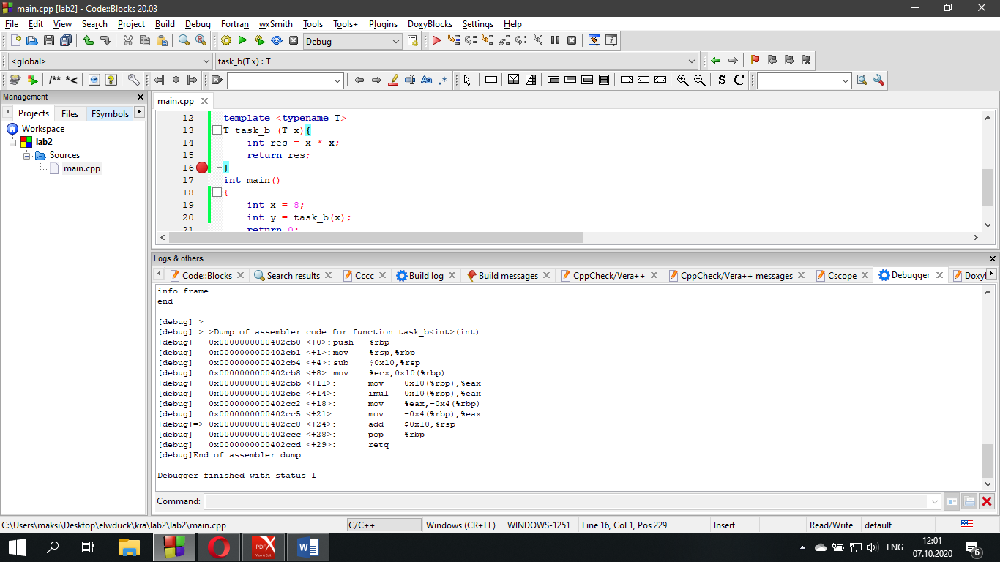 main.cpp [lab2] - Code::Blocks 20.03
File Edit View Search Project Build Debug Fortran wxSmith Tools Tools+ Plugins DoxyBlocks Settings Help
Debug
<global> task_b(T x) : T
/** *< Aa .* S C
Management
Projects Files FSymbols
Workspace
lab2
Sources
main.cpp
main.cpp
12 template <typename T>
13 T task_b (T x){
14 int res = x * x;
15 return res;
16 }
17 int main()
18 {
19 int x = 8;
20 int y = task_b(x);
21 return 0;
Logs & others
Code::Blocks Search results Cccc Build log Build messages CppCheck/Vera++ CppCheck/Vera++ messages Cscope Debugger
info frame
end
[debug] >
[debug] > >Dump of assembler code for function task_b<int>(int):
[debug] 0x0000000000402cb0 <+0>: push %rbp
[debug] 0x0000000000402cb1 <+1>: mov %rsp,%rbp
[debug] 0x0000000000402cb4 <+4>: sub $0x10,%rsp
[debug] 0x0000000000402cb8 <+8>: mov %ecx,0x10(%rbp)
[debug] 0x0000000000402cbb <+11>: mov 0x10(%rbp),%eax
[debug] 0x0000000000402cbe <+14>: imul 0x10(%rbp),%eax
[debug] 0x0000000000402cc2 <+18>: mov %eax,-0x4(%rbp)
[debug] 0x0000000000402cc5 <+21>: mov -0x4(%rbp),%eax
[debug]=> 0x0000000000402cc8 <+24>: add $0x10,%rsp
[debug] 0x0000000000402ccc <+28>: pop %rbp
[debug] 0x0000000000402ccd <+29>: retq
[debug]End of assembler dump.
Debugger finished with status 1
Command:
C:\Users\maksi\Desktop\elwduck\kra\lab2\lab2\main.cpp C/C++ Windows (CR+LF) WINDOWS-1251 Line 16, Col 1, Pos 229 Insert Read/Write default
PDF X View & Edit W ENG 12:01
07.10.2020 6